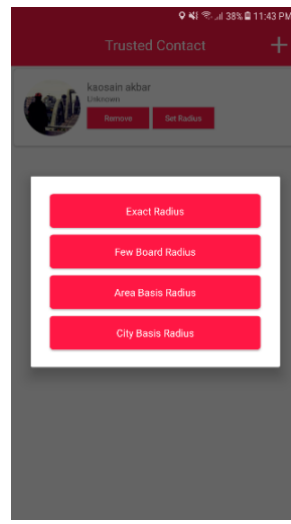 38% 11:43 PM
Trusted Contact +
kaosain akbar
Unknown
Remove Set Radius
Exact Radius
Few Board Radius
Area Basis Radius
City Basis Radius